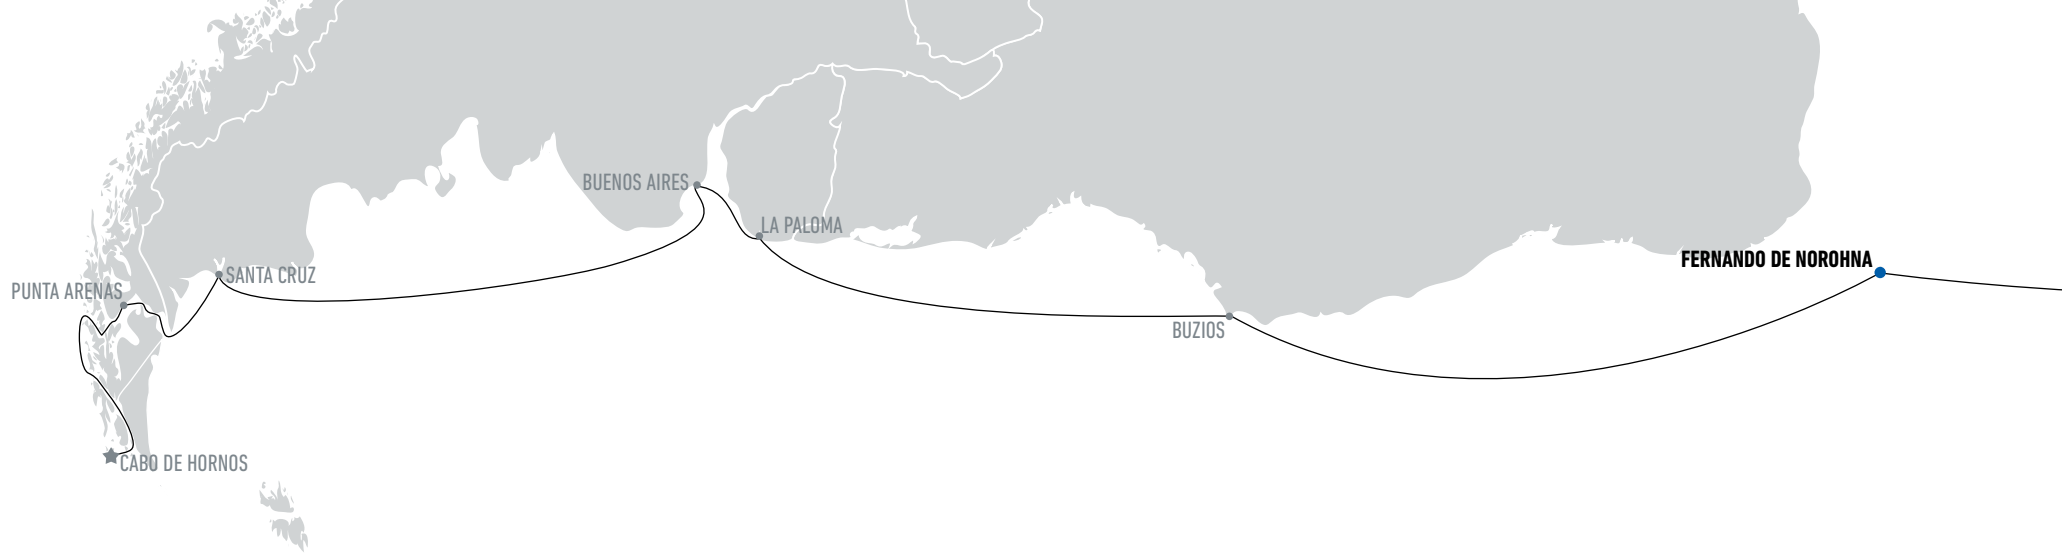 BUENOS AIRES
LA PALOMA
FERNANDO DE NOROHNA
SANTA CRUZ
PUNTA ARENAS
BUZIOS
CABO DE HORNOS